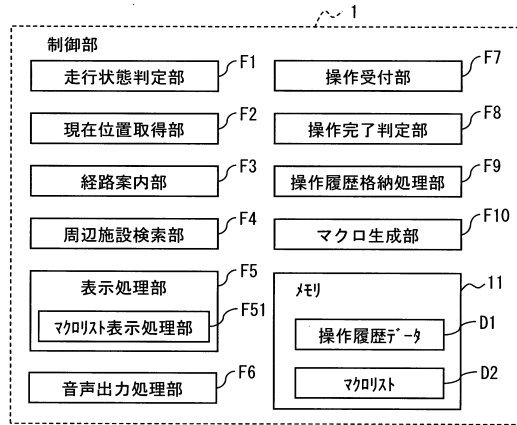 1
制御部
走行状態判定部
F1
現在位置取得部
F2
経路案内部
F3
周辺施設検索部
F4
表示処理部
F5
ﾏｸﾛﾘｽﾄ表示処理部
F51
音声出力処理部
F6
操作受付部
F7
操作完了判定部
F8
操作履歴格納処理部
F9
マクロ生成部
F10
ﾒﾓﾘ
11
操作履歴ﾃﾞｰﾀ
D1
ﾏｸﾛﾘｽﾄ
D2